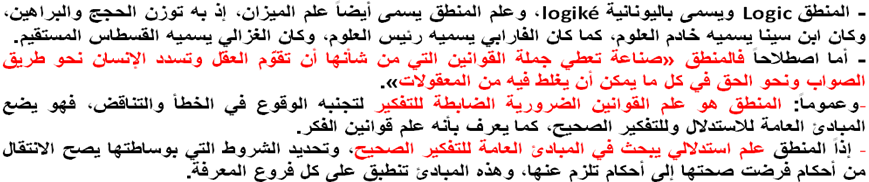 - المنطق Logic ويسمى باليونانية logiké، وعلم المنطق يسمى أيضاً علم الميزان، إذ به توزن الحجج والبراهين،
وكان ابن سينا يسميه خادم العلوم، كما كان الفارابي يسميه رئيس العلوم، وكان الغزالي يسميه القسطاس المستقيم.
- أما اصطلاحاً فالمنطق «صناعة تعطي جملة القوانين التي من شأنها أن تقوّم العقل وتسدد الإنسان نحو طريق
الصواب ونحو الحق في كل ما يمكن أن يغلط فيه من المعقولات».
-وعموماً: المنطق هو علم القوانين الضرورية الضابطة للتفكير لتجنبه الوقوع في الخطأ والتناقض، فهو يضع
المبادئ العامة للاستدلال وللتفكير الصحيح، كما يعرف بأنه علم قوانين الفكر.
- إذاً المنطق علم استدلالي يبحث في المبادئ العامة للتفكير الصحيح، وتحديد الشروط التي بوساطتها يصح الانتقال
من أحكام فرضت صحتها إلى أحكام تلزم عنها، وهذه المبادئ تنطبق على كل فروع المعرفة.